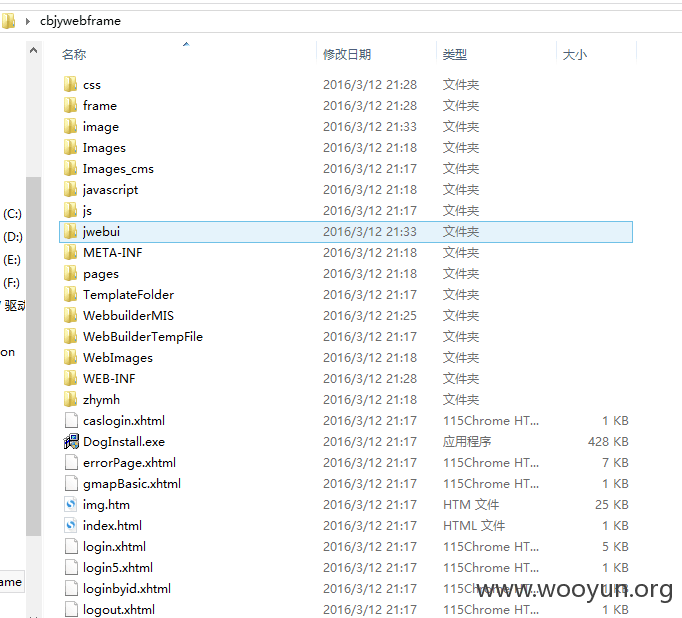 cbjywebframe
名称 修改日期 类型 大小
css 2016/3/12 21:28 文件夹
frame 2016/3/12 21:28 文件夹
image 2016/3/12 21:33 文件夹
Images 2016/3/12 21:18 文件夹
Images_cms 2016/3/12 21:17 文件夹
javascript 2016/3/12 21:18 文件夹
js 2016/3/12 21:17 文件夹
(C:) jwebui 2016/3/12 21:33 文件夹
(D:) META-INF 2016/3/12 21:18 文件夹
(E:) pages 2016/3/12 21:18 文件夹
(F:) TemplateFolder 2016/3/12 21:17 文件夹
驱动 WebbuilderMIS 2016/3/12 21:25 文件夹
WebBuilderTempFile 2016/3/12 21:17 文件夹
on WebImages 2016/3/12 21:18 文件夹
WEB-INF 2016/3/12 21:28 文件夹
zhymh 2016/3/12 21:18 文件夹
caslogin.xhtml 2016/3/12 21:17 115Chrome HT... 1 KB
DogInstall.exe 2016/3/12 21:17 应用程序 428 KB
errorPage.xhtml 2016/3/12 21:17 115Chrome HT... 7 KB
gmapBasic.xhtml 2016/3/12 21:17 115Chrome HT... 1 KB
img.htm 2016/3/12 21:17 HTM 文件 25 KB
index.html 2016/3/12 21:17 HTML 文件 1 KB
login.xhtml 2016/3/12 21:17 115Chrome HT... 5 KB
login5.xhtml 2016/3/12 21:17 115Chrome HT... 1 KB
ame loginbyid.xhtml 2016/3/12 21:17 115Chrome HT... 1 KB
www.wooyun.org
logout.xhtml 2016/3/12 21:17 115Chrome HT... 1 KB